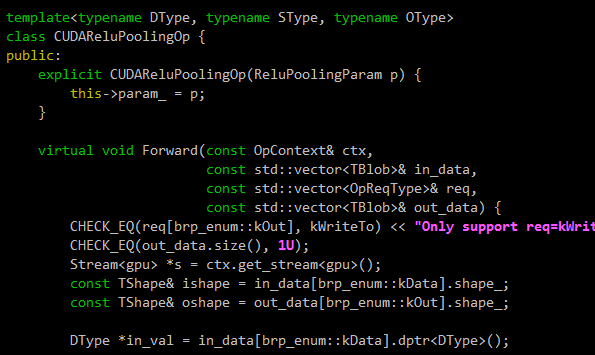 template<typename DType, typename SType, typename OType>
class CUDAReluPoolingOp {
public:
    explicit CUDAReluPoolingOp(ReluPoolingParam p) {
        this->param_ = p;
    }

    virtual void Forward(const OpContext& ctx,
                         const std::vector<TBlob>& in_data,
                         const std::vector<OpReqType>& req,
                         const std::vector<TBlob>& out_data) {
        CHECK_EQ(req[brp_enum::kOut], kWriteTo) << "Only support req=kWrit
        CHECK_EQ(out_data.size(), 1U);
        Stream<gpu> *s = ctx.get_stream<gpu>();
        const TShape& ishape = in_data[brp_enum::kData].shape_;
        const TShape& oshape = out_data[brp_enum::kOut].shape_;

        DType *in_val = in_data[brp_enum::kData].dptr<DType>();